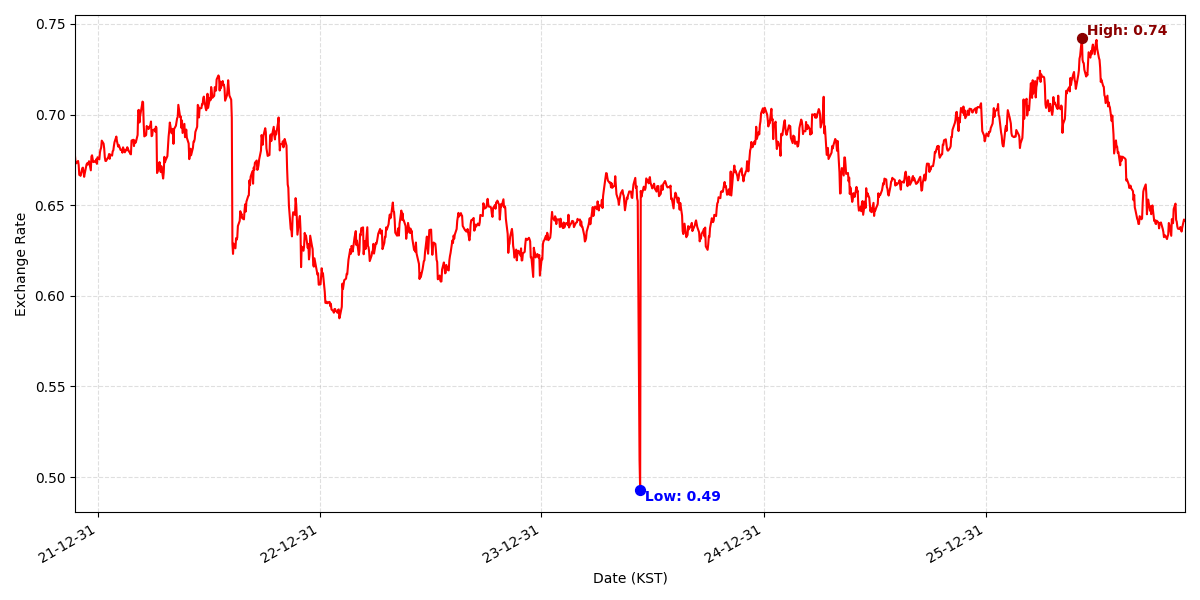 High: 0.74
0.75
0.70
0.65
0.60
0.55
0.50
Exchange Rate
Low: 0.49
21-12-31
22-12-31
23-12-31
24-12-31
25-12-31
Date (KST)